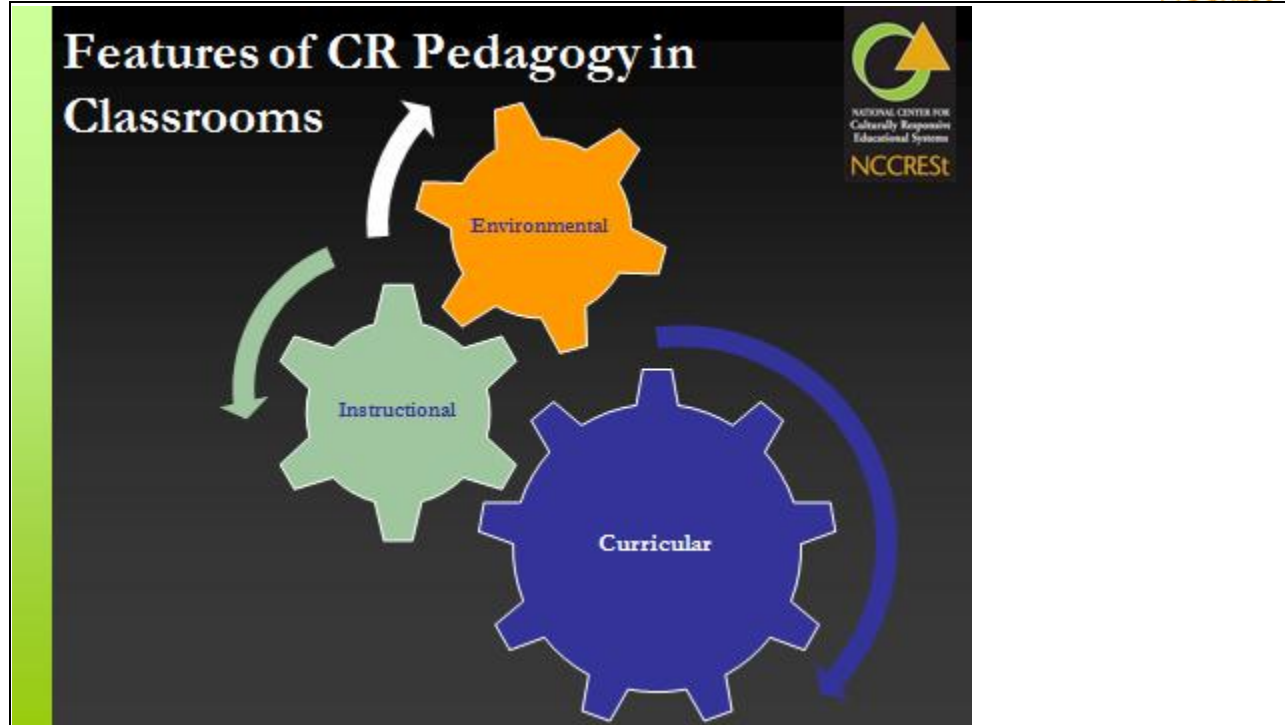 Features of CR Pedagogy in
Classrooms
NATIONAL CENTER FOR
Culturally Responsive
Educational Systems
NCCRESt
Environmental
Instructional
Curricular